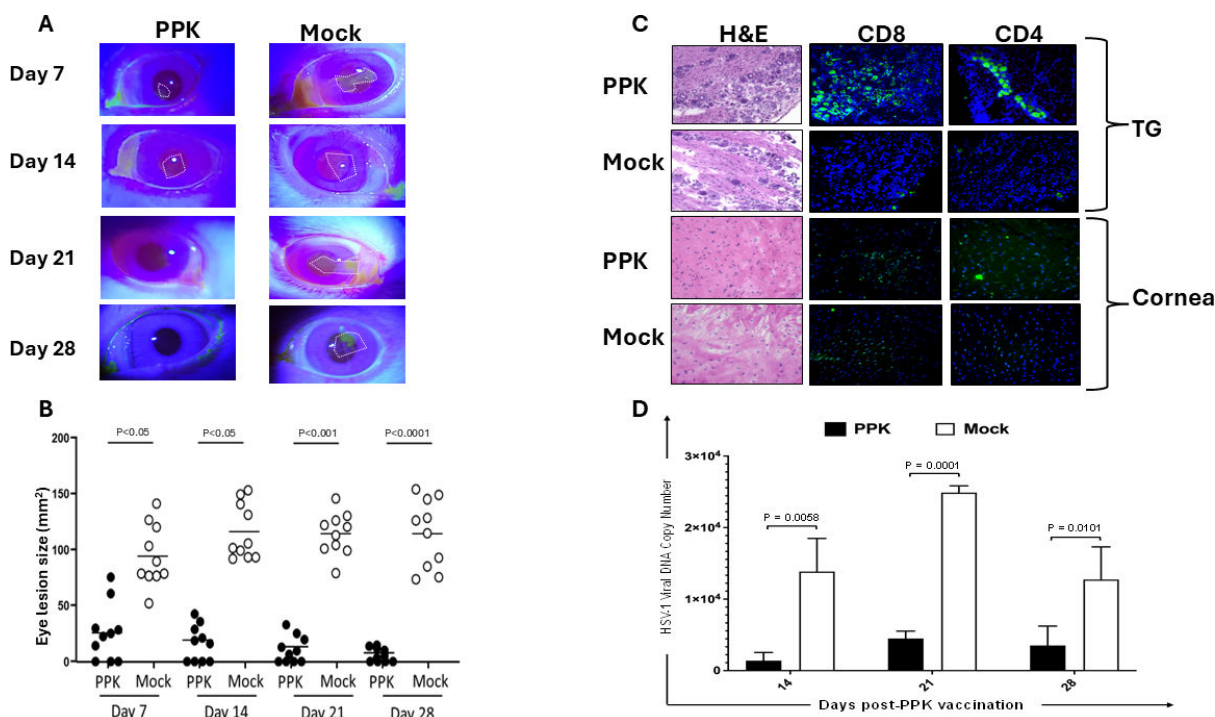 A
PPK
Mock
Day 7
Day 14
Day 21
Day 28
B
P<0.05
P<0.05
P<0.001
P<0.0001
Eye lesion size (mm²)
200
150
100
50
0
PPK Mock PPK Mock PPK Mock PPK Mock
Day 7 Day 14 Day 21 Day 28
C
H&E
CD8
CD4
PPK
Mock
TG
PPK
Mock
Cornea
D
PPK
Mock
HSV-1 Viral DNA Copy Number
3×10⁴
2×10⁴
1×10⁴
0
P = 0.0058
P = 0.0001
P = 0.0101
14 21 28
Days post-PPK vaccination